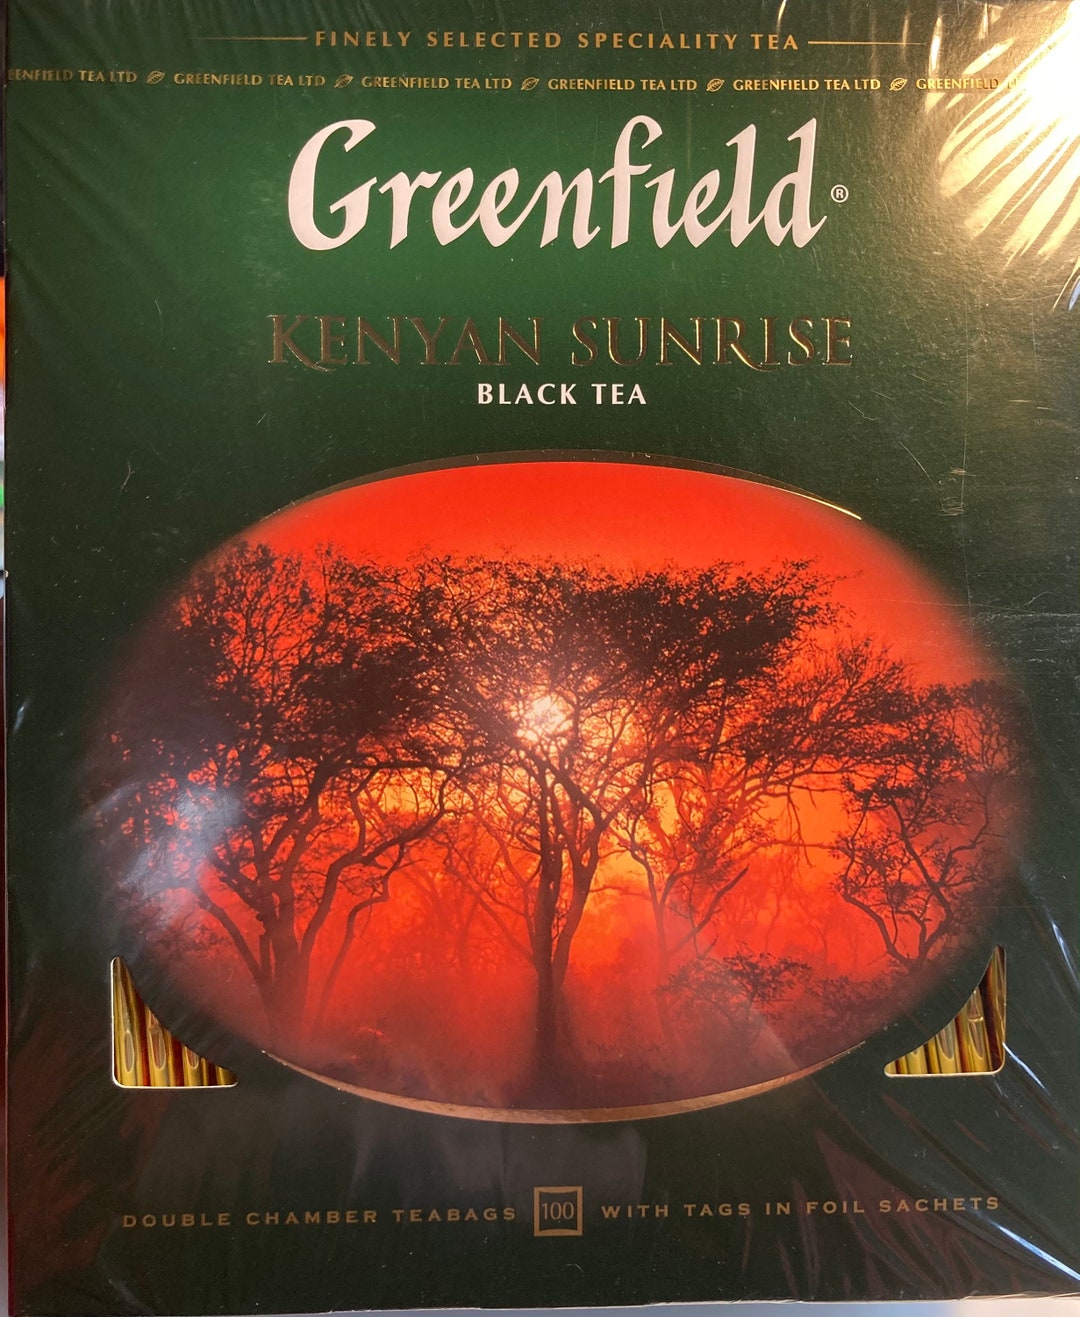 FINELY SELECTED SPECIALITY TEA
ENFIELD TEA LTD GREENFIELD TEA LTD GREENFIELD TEA LTD GREENFIELD TEA LTD GREENFIELD TEA LTD GREENFIELD
Greenfield®
KENYAN SUNRISE
BLACK TEA
DOUBLE CHAMBER TEABAGS 100 WITH TAGS IN FOIL SACHETS